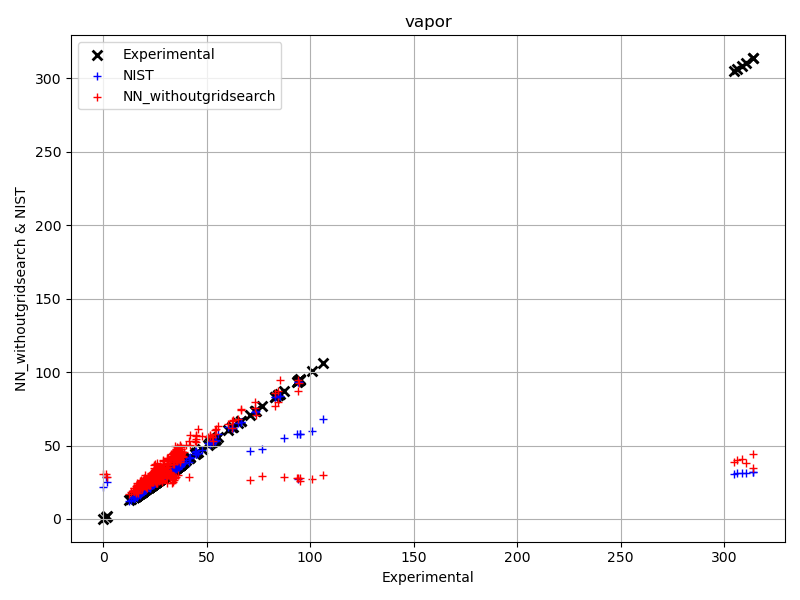 vapor
Experimental
NIST
NN_withoutgridsearch
NN_withoutgridsearch & NIST
300
250
200
150
100
50
0
0 50 100 150 200 250 300
Experimental